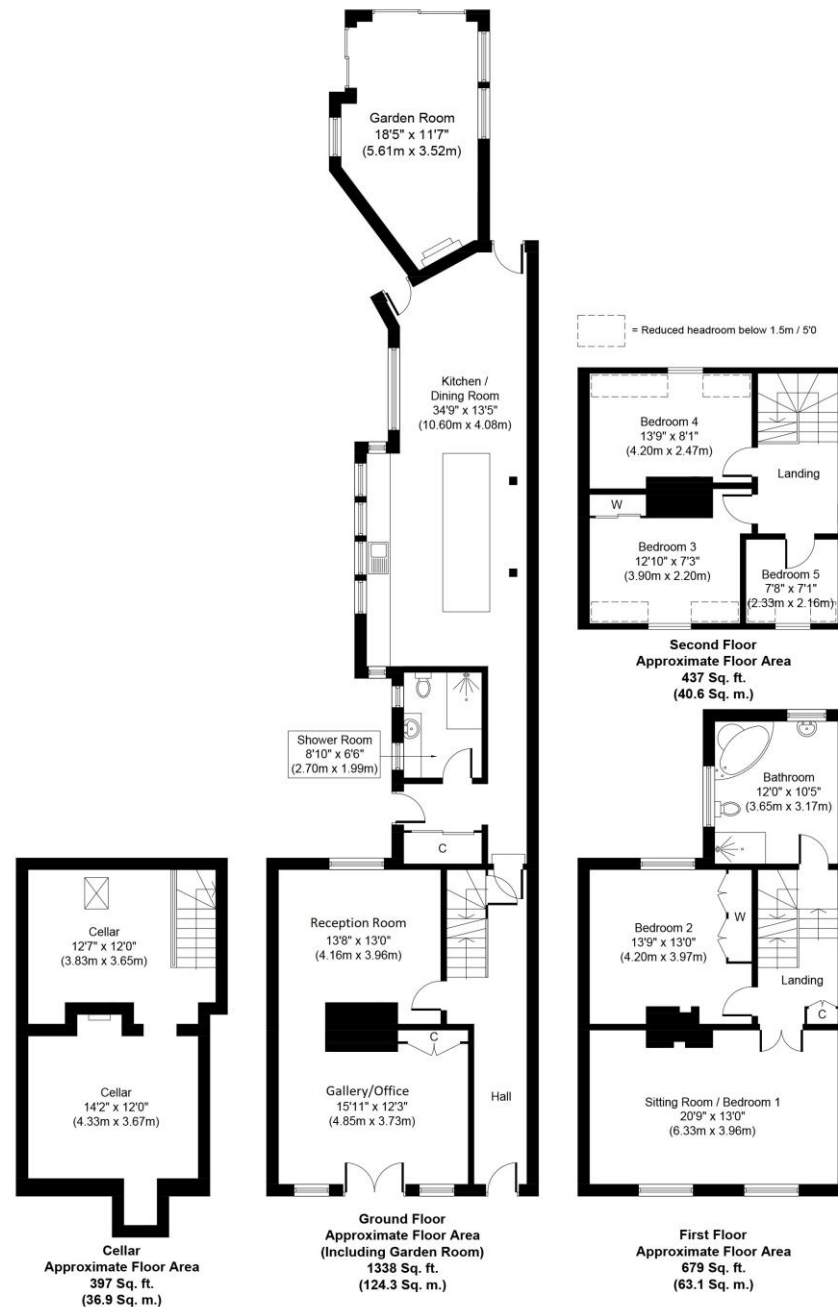 Garden Room
18'5" x 11'7"
(5.61m x 3.52m)
Kitchen /
Dining Room
34'9" x 13'5"
(10.60m x 4.08m)
Shower Room
8'10" x 6'6"
(2.70m x 1.99m)
C
Reception Room
13'8" x 13'0"
(4.16m x 3.96m)
C
Gallery/Office
15'11" x 12'3"
(4.85m x 3.73m)
Hall
Ground Floor
Approximate Floor Area
(Including Garden Room)
1338 Sq. ft.
(124.3 Sq. m.)
Cellar
12'7" x 12'0"
(3.83m x 3.65m)
Cellar
14'2" x 12'0"
(4.33m x 3.67m)
Cellar
Approximate Floor Area
397 Sq. ft.
(36.9 Sq. m.)
= Reduced headroom below 1.5m / 5'0
Bedroom 4
13'9" x 8'1"
(4.20m x 2.47m)
Landing
W
Bedroom 3
12'10" x 7'3"
(3.90m x 2.20m)
Bedroom 5
7'8" x 7'1"
(2.33m x 2.16m)
Second Floor
Approximate Floor Area
437 Sq. ft.
(40.6 Sq. m.)
Bathroom
12'0" x 10'5"
(3.65m x 3.17m)
Bedroom 2
13'9" x 13'0"
(4.20m x 3.97m)
W
Landing
C
Sitting Room / Bedroom 1
20'9" x 13'0"
(6.33m x 3.96m)
First Floor
Approximate Floor Area
679 Sq. ft.
(63.1 Sq. m.)